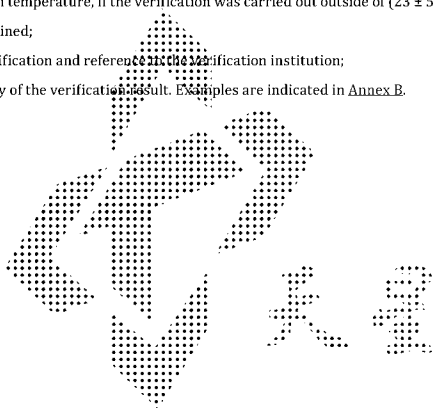 n temperature, if the verification was carried out outside of (23 ± 5
ined;
ification and reference to the verification institution;
y of the verification result. Examples are indicated in Annex B.